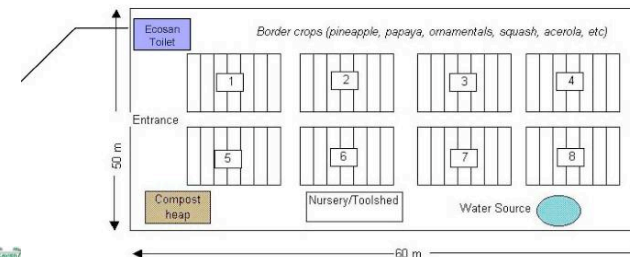 Ecosan
Toilet
Border crops (pineapple, papaya, ornamentals, squash, acerola, etc)
1
2
3
4
Entrance
50 m
5
6
7
8
Compost
heap
Nursery/Toolshed
Water Source
60 m